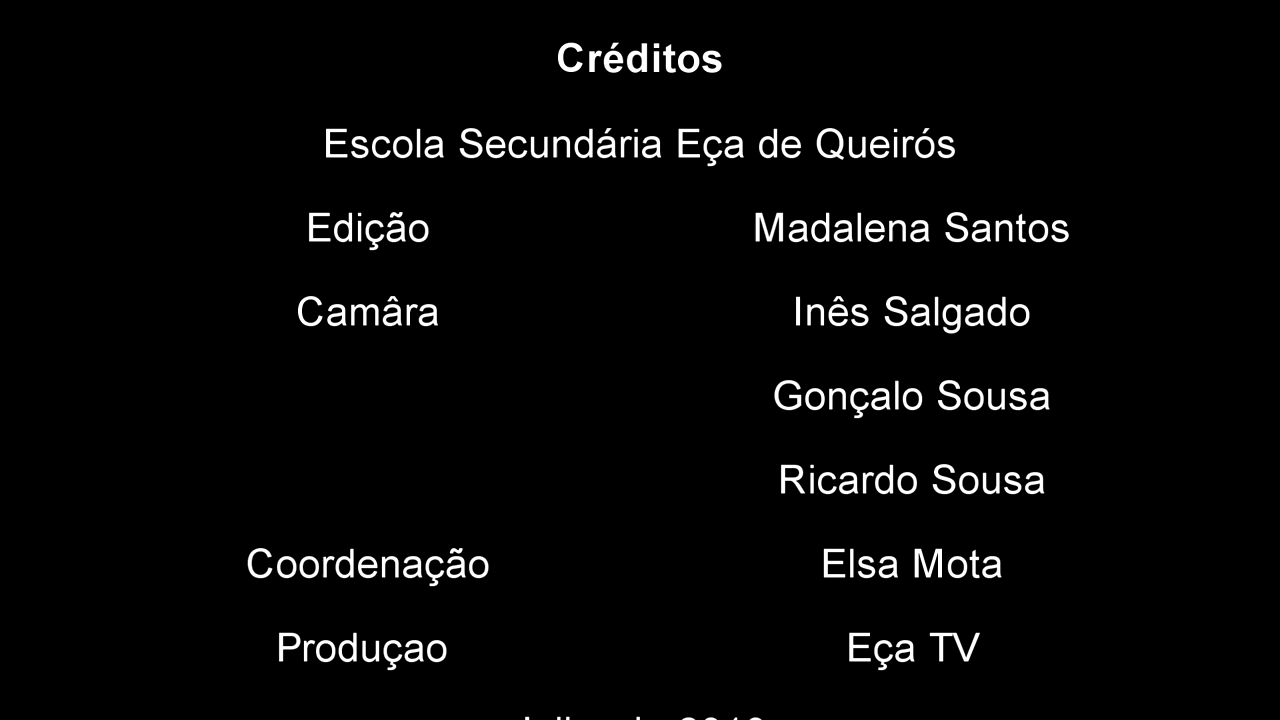 Créditos
Escola Secundária Eça de Queirós
Edição Madalena Santos
Camâra Inês Salgado
Gonçalo Sousa
Ricardo Sousa
Coordenação Elsa Mota
Produçao Eça TV